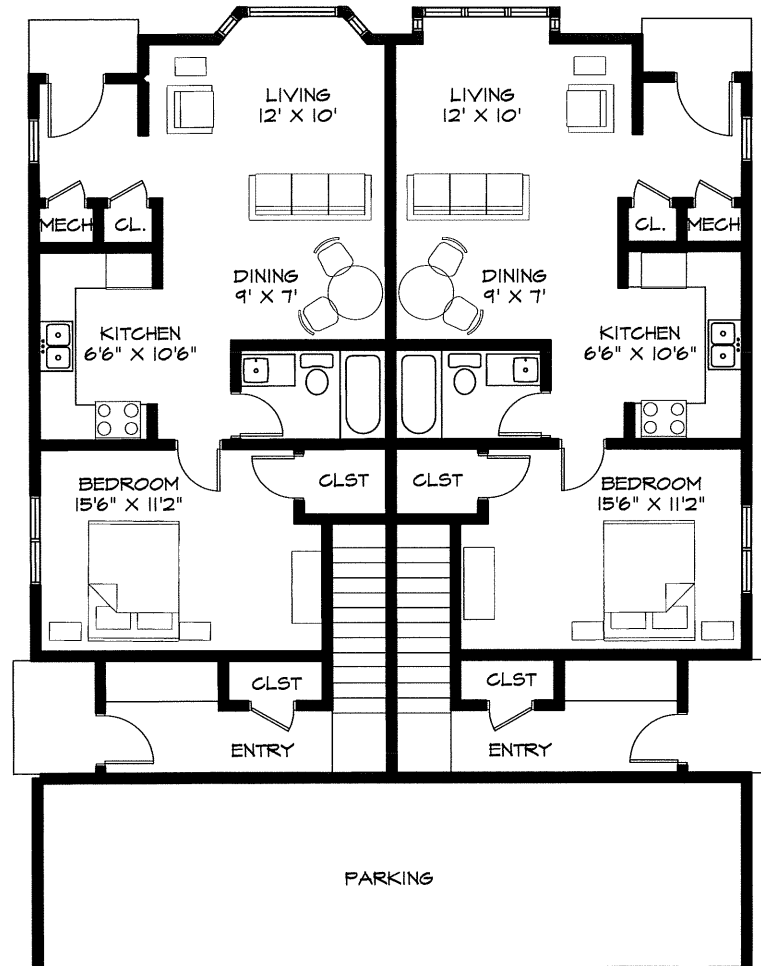 LIVING
12' X 10'
LIVING
12' X 10'
MECH
CL.
CL.
MECH
DINING
9' X 7'
DINING
9' X 7'
KITCHEN
6'6" X 10'6"
KITCHEN
6'6" X 10'6"
BEDROOM
15'6" X 11'2"
CLST
CLST
BEDROOM
15'6" X 11'2"
CLST
CLST
ENTRY
ENTRY
PARKING